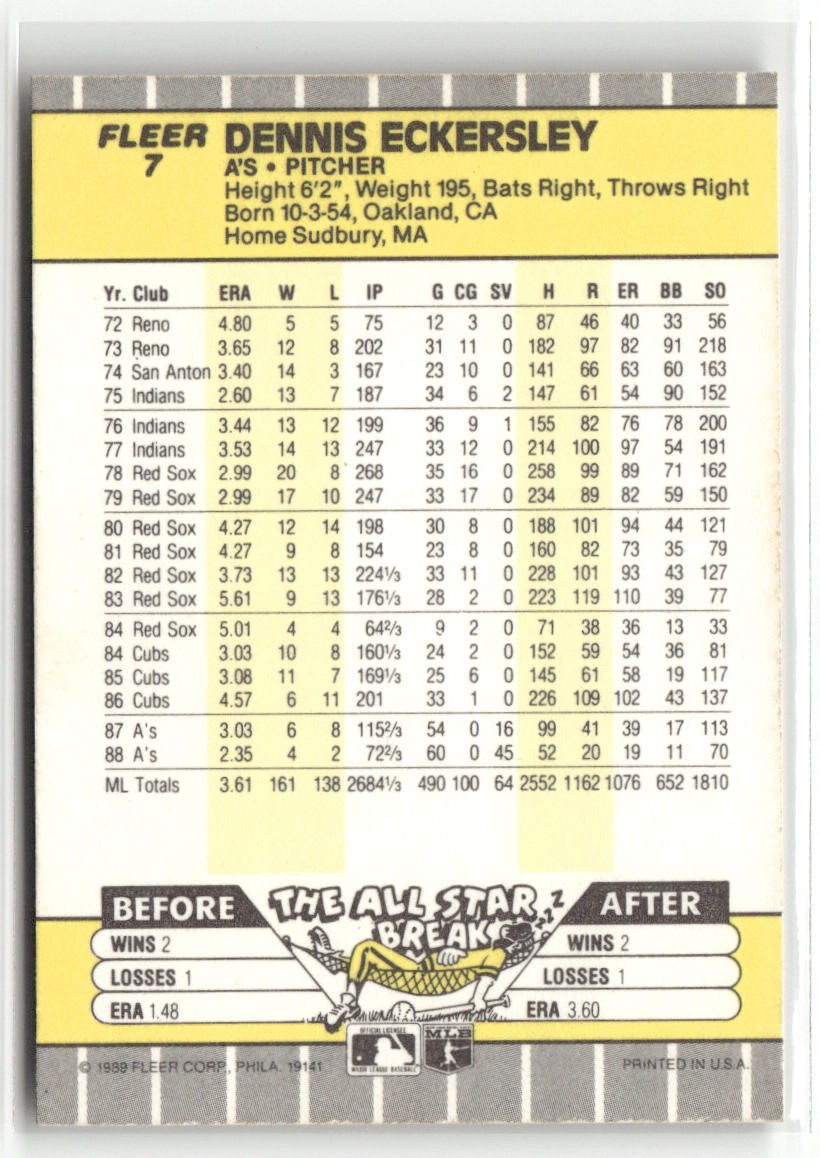 FLEER DENNIS ECKERSLEY
7 A'S • PITCHER
Height 6'2", Weight 195, Bats Right, Throws Right
Born 10-3-54, Oakland, CA
Home Sudbury, MA
Yr. Club ERA W L IP G CG SV H R ER BB SO
72 Reno 4.80 5 5 75 12 3 0 87 46 40 33 56
73 Reno 3.65 12 8 202 31 11 0 182 97 82 91 218
74 San Anton 3.40 14 3 167 23 10 0 141 66 63 60 163
75 Indians 2.60 13 7 187 34 6 2 147 61 54 90 152
76 Indians 3.44 13 12 199 36 9 1 155 82 76 78 200
77 Indians 3.53 14 13 247 33 12 0 214 100 97 54 191
78 Red Sox 2.99 20 8 268 35 16 0 258 99 89 71 162
79 Red Sox 2.99 17 10 247 33 17 0 234 89 82 59 150
80 Red Sox 4.27 12 14 198 30 8 0 188 101 94 44 121
81 Red Sox 4.27 9 8 154 23 8 0 160 82 73 35 79
82 Red Sox 3.73 13 13 224⅓ 33 11 0 228 101 93 43 127
83 Red Sox 5.61 9 13 176⅓ 28 2 0 223 119 110 39 77
84 Red Sox 5.01 4 4 64⅔ 9 2 0 71 38 36 13 33
84 Cubs 3.03 10 8 160⅓ 24 2 0 152 59 54 36 81
85 Cubs 3.08 11 7 169⅓ 25 6 0 145 61 58 19 117
86 Cubs 4.57 6 11 201 33 1 0 226 109 102 43 137
87 A's 3.03 6 8 115⅔ 54 0 16 99 41 39 17 113
88 A's 2.35 4 2 72⅔ 60 0 45 52 20 19 11 70
ML Totals 3.61 161 138 2684⅓ 490 100 64 2552 1162 1076 652 1810
BEFORE THE ALL STAR BREAK zzZ AFTER
WINS 2 WINS 2
LOSSES 1 LOSSES 1
ERA 1.48 ERA 3.60
OFFICIAL LICENSEE MLB
MAJOR LEAGUE BASEBALL
© 1989 FLEER CORP., PHILA. 19141 PRINTED IN U.S.A.